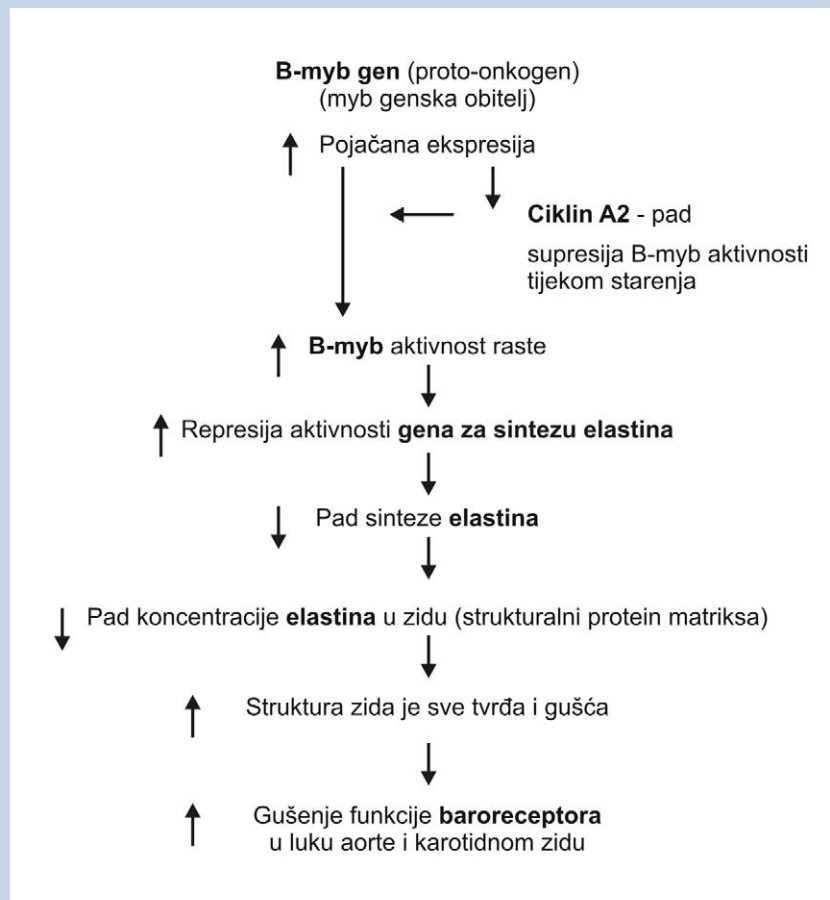 B-myb gen (proto-onkogen)
(myb genska obitelj)
Pojačana ekspresija
Ciklin A2 - pad
supresija B-myb aktivnosti
tijekom starenja
B-myb aktivnost raste
Represija aktivnosti gena za sintezu elastina
Pad sinteze elastina
Pad koncentracije elastina u zidu (strukturalni protein matriksa)
Struktura zida je sve tvrđa i gušća
Gušenje funkcije baroreceptora
u luku aorte i karotidnom zidu